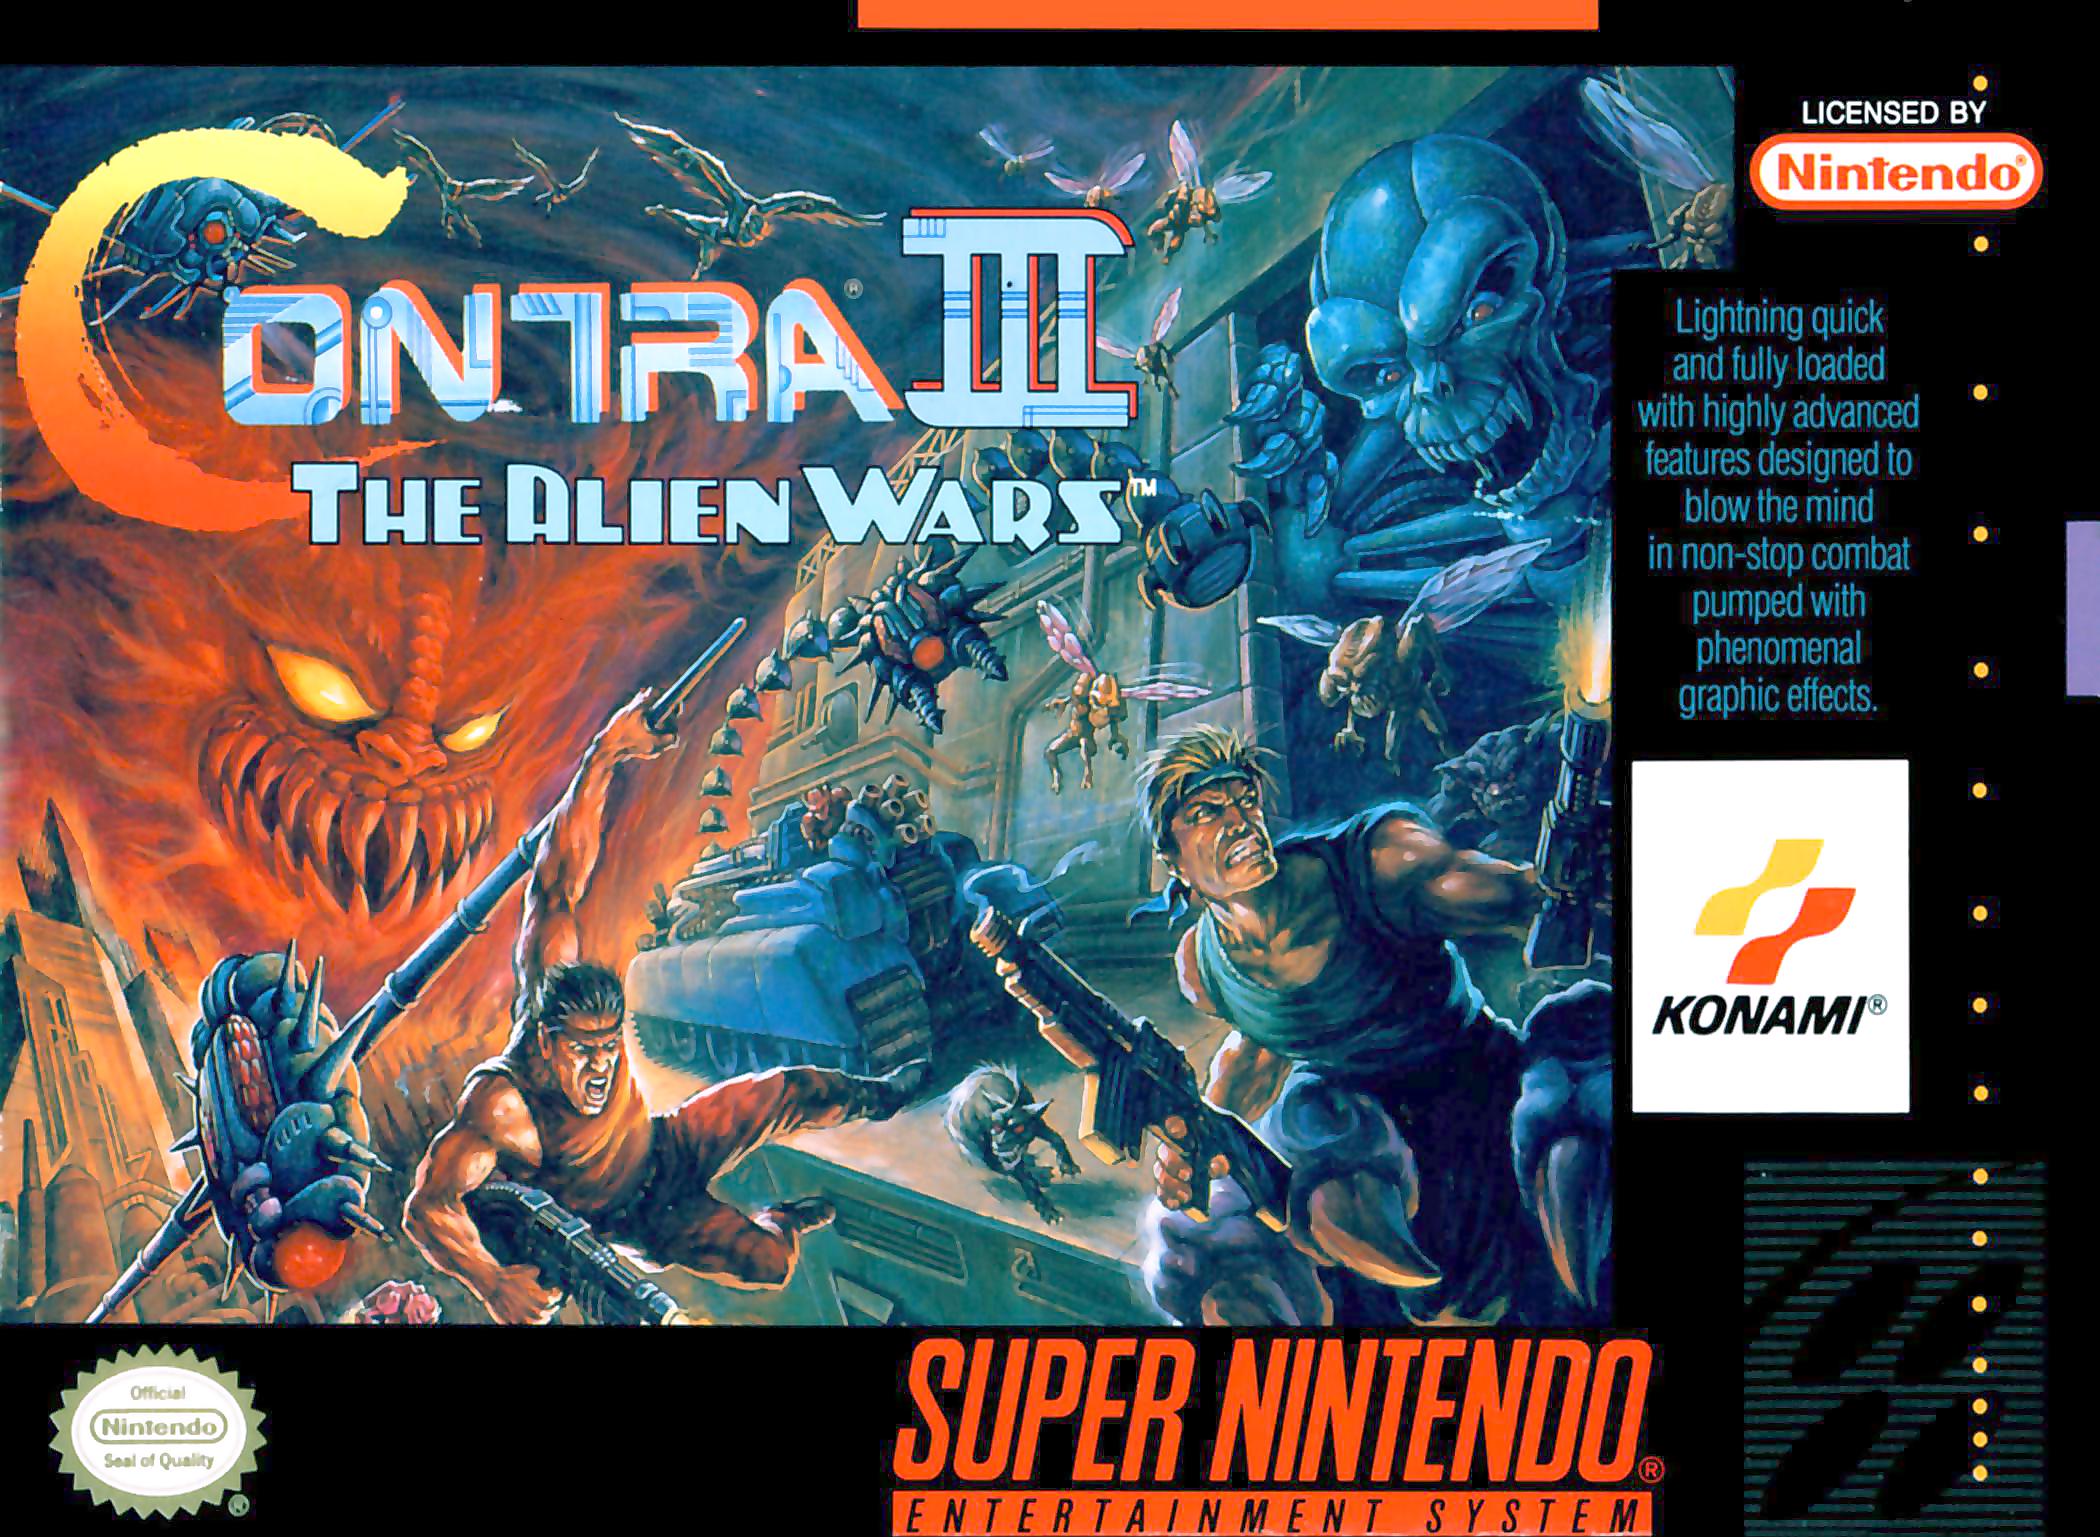 LICENSED BY
Nintendo®
CONTRA® III
THE ALIEN WARS™
Lightning quick
and fully loaded
with highly advanced
features designed to
blow the mind
in non-stop combat
pumped with
phenomenal
graphic effects.
KONAMI®
Official
Nintendo
Seal of Quality
®
SUPER NINTENDO®
ENTERTAINMENT SYSTEM